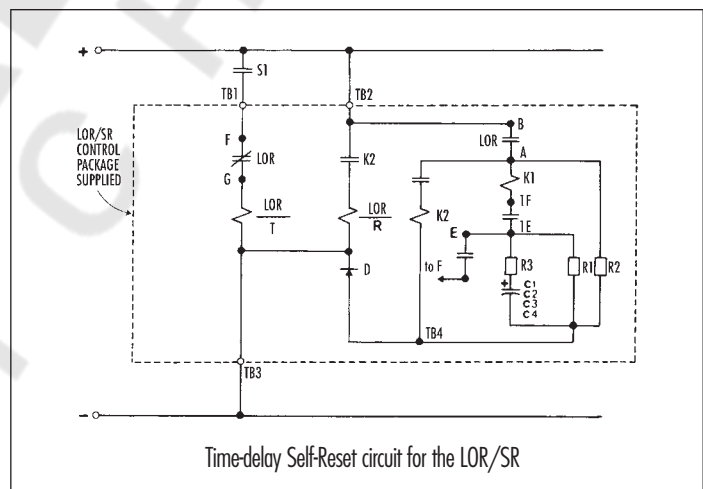 +
S1
TB1
TB2
LOR/SR
CONTROL
PACKAGE
SUPPLIED
F
LOR
G
LOR
T
K2
LOR
R
B
LOR
A
K1
1F
1E
K2
E
to F
D
R3
+
C1
C2
C3
C4
R1
R2
TB4
TB3
−
Time-delay Self-Reset circuit for the LOR/SR